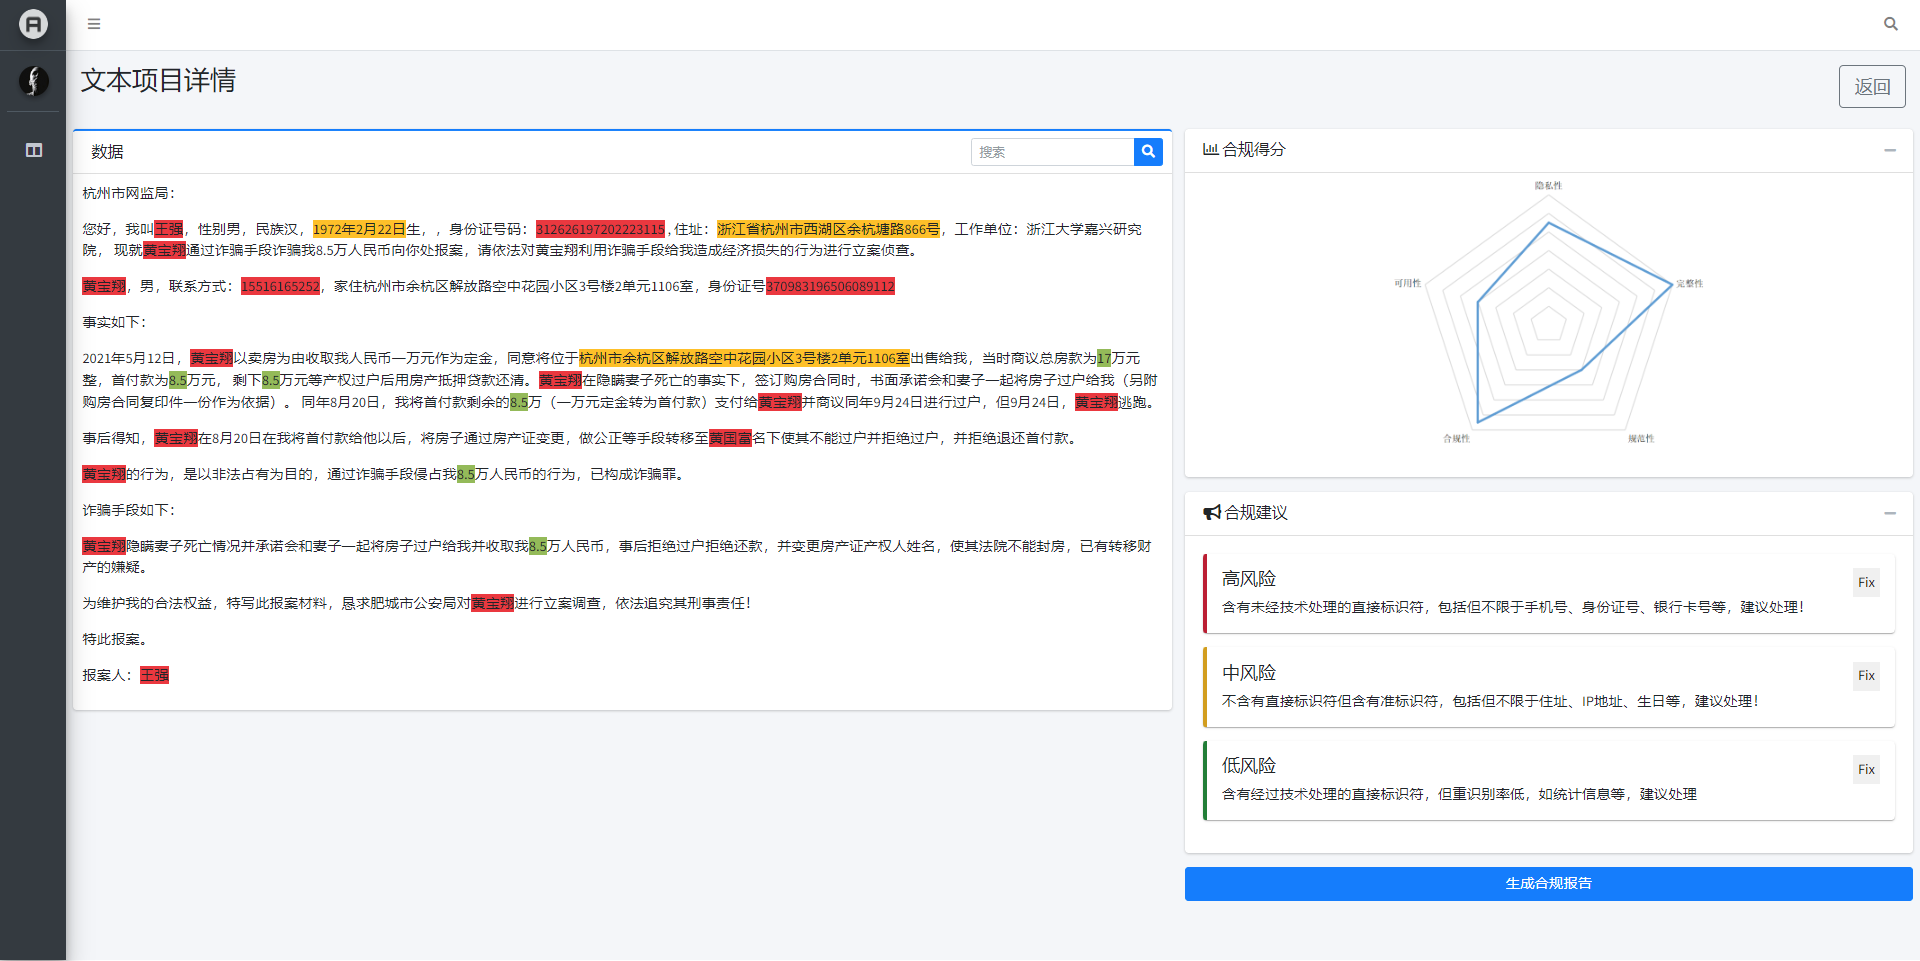 文本项目详情
返回
数据
搜索
杭州市网监局：
您好，我叫王强，性别男，民族汉，1972年2月22日生，，身份证号码：312626197202223115 , 住址：浙江省杭州市西湖区余杭塘路866号，工作单位：浙江大学嘉兴研究
院， 现就黄宝翔通过诈骗手段诈骗我8.5万人民币向你处报案，请依法对黄宝翔利用诈骗手段给我造成经济损失的行为进行立案侦查。
黄宝翔，男，联系方式：15516165252，家住杭州市余杭区解放路空中花园小区3号楼2单元1106室，身份证号370983196506089112
事实如下：
2021年5月12日，黄宝翔以卖房为由收取我人民币一万元作为定金，同意将位于杭州市余杭区解放路空中花园小区3号楼2单元1106室出售给我，当时商议总房款为17万元
整，首付款为8.5万元， 剩下8.5万元等产权过户后用房产抵押贷款还清。黄宝翔在隐瞒妻子死亡的事实下，签订购房合同时，书面承诺会和妻子一起将房子过户给我（另附
购房合同复印件一份作为依据）。 同年8月20日，我将首付款剩余的8.5万（一万元定金转为首付款）支付给黄宝翔并商议同年9月24日进行过户，但9月24日，黄宝翔逃跑。
事后得知，黄宝翔在8月20日在我将首付款给他以后，将房子通过房产证变更，做公正等手段转移至黄国富名下使其不能过户并拒绝过户，并拒绝退还首付款。
黄宝翔的行为，是以非法占有为目的，通过诈骗手段侵占我8.5万人民币的行为，已构成诈骗罪。
诈骗手段如下：
黄宝翔隐瞒妻子死亡情况并承诺会和妻子一起将房子过户给我并收取我8.5万人民币，事后拒绝过户拒绝还款，并变更房产证产权人姓名，使其法院不能封房，已有转移财
产的嫌疑。
为维护我的合法权益，特写此报案材料，恳求肥城市公安局对黄宝翔进行立案调查，依法追究其刑事责任！
特此报案。
报案人：王强
合规得分
隐私性
可用性
完整性
合规性
规范性
合规建议
高风险
Fix
含有未经技术处理的直接标识符，包括但不限于手机号、身份证号、银行卡号等，建议处理！
中风险
Fix
不含有直接标识符但含有准标识符，包括但不限于住址、IP地址、生日等，建议处理！
低风险
Fix
含有经过技术处理的直接标识符，但重识别率低，如统计信息等，建议处理
生成合规报告